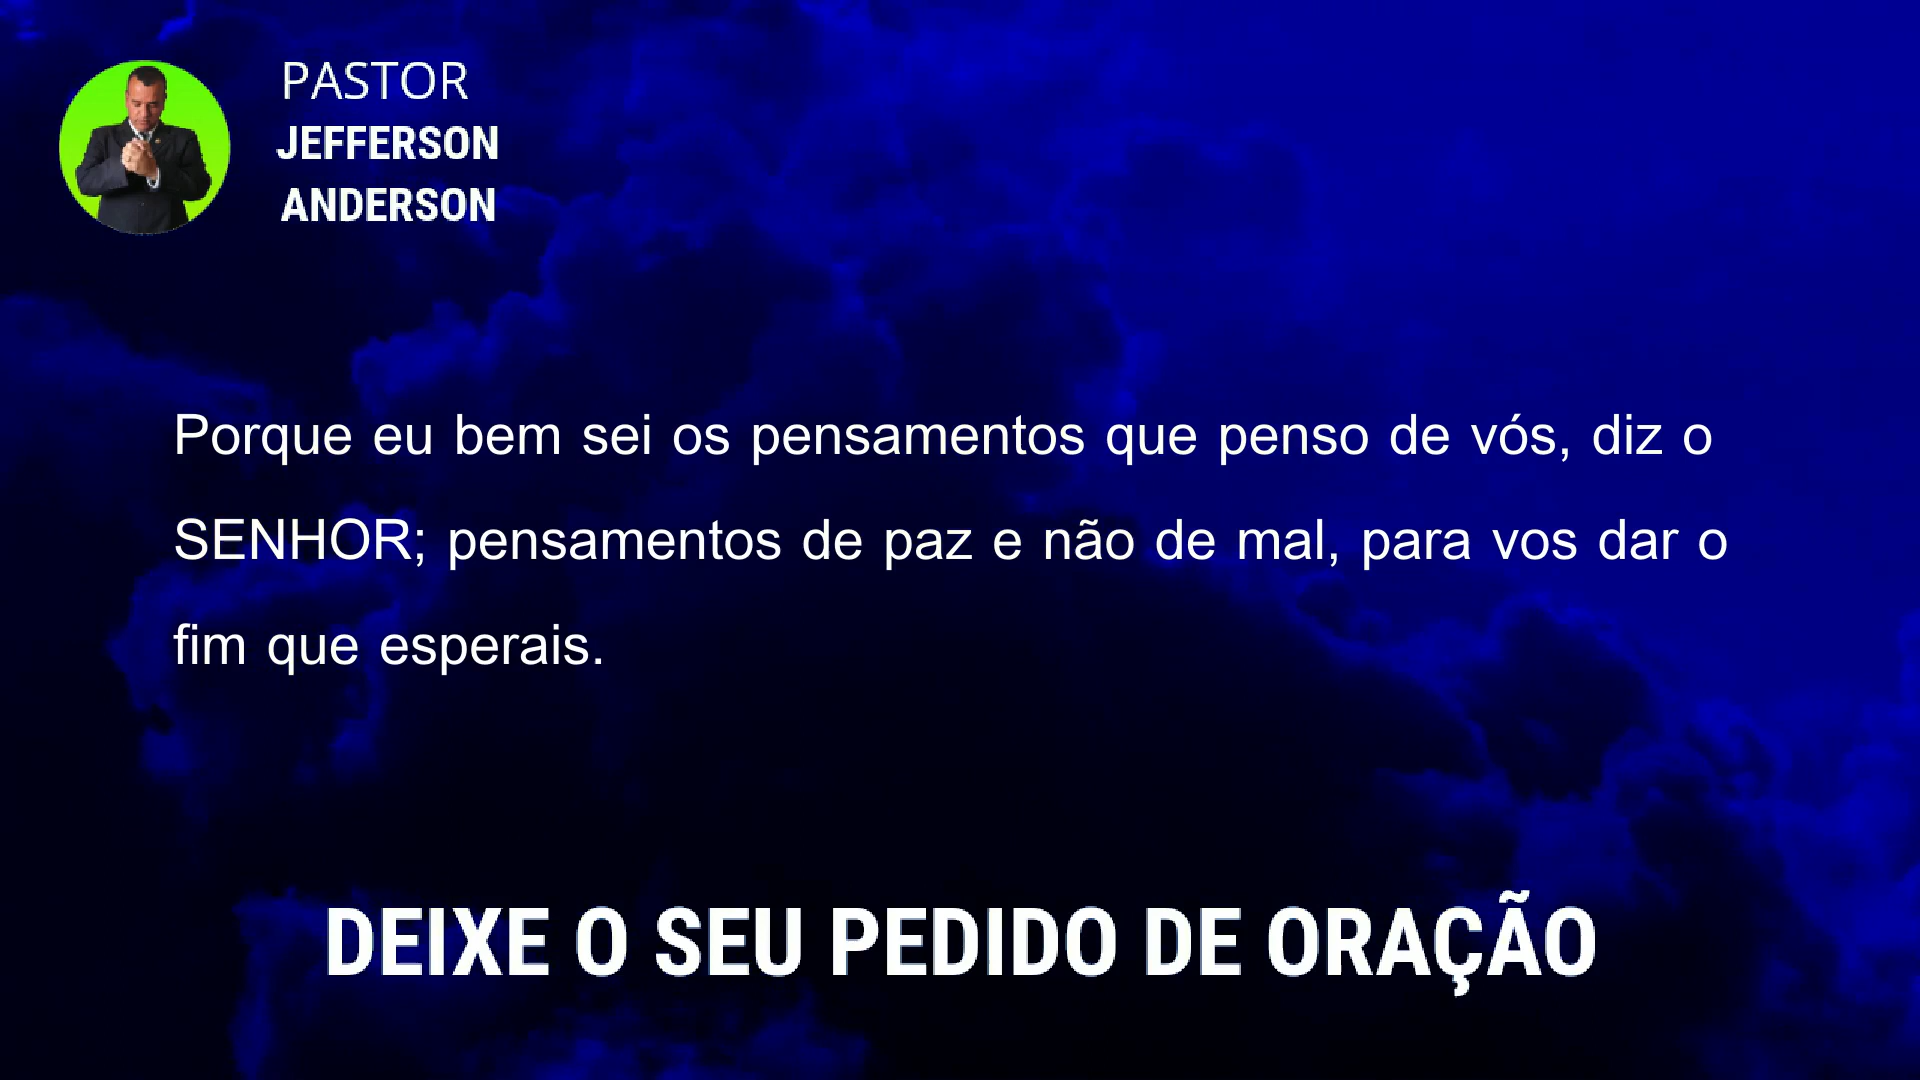 PASTOR
JEFFERSON
ANDERSON
Porque eu bem sei os pensamentos que penso de vós, diz o
SENHOR; pensamentos de paz e não de mal, para vos dar o
fim que esperais.
DEIXE O SEU PEDIDO DE ORAÇÃO